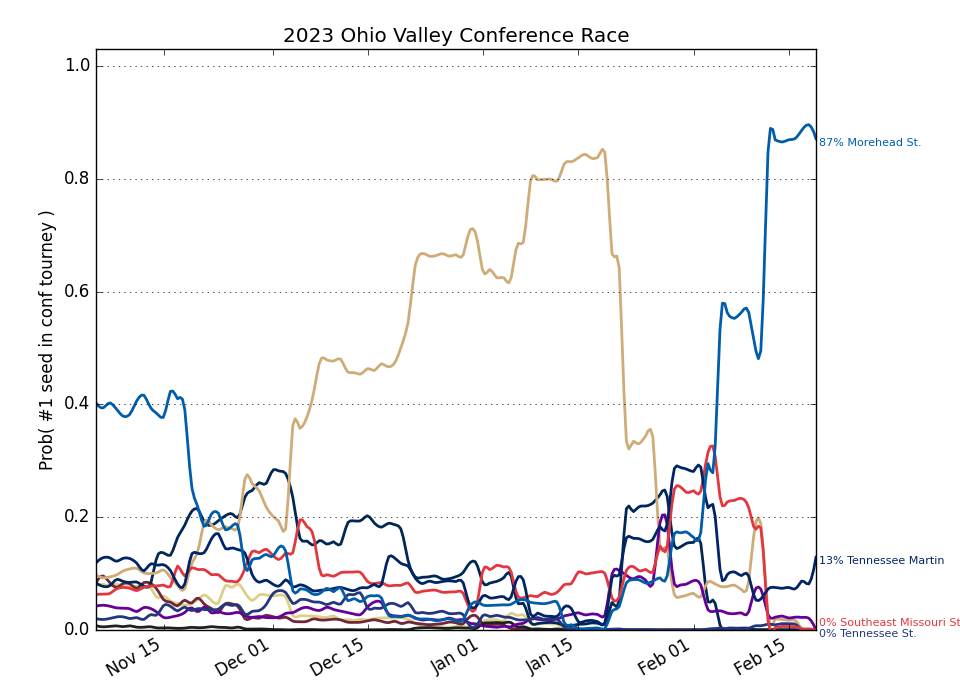 2023 Ohio Valley Conference Race
Prob( #1 seed in conf tourney )
1.0
0.8
0.6
0.4
0.2
0.0
Nov 15
Dec 01
Dec 15
Jan 01
Jan 15
Feb 01
Feb 15
87% Morehead St.
13% Tennessee Martin
0% Southeast Missouri St
0% Tennessee St.